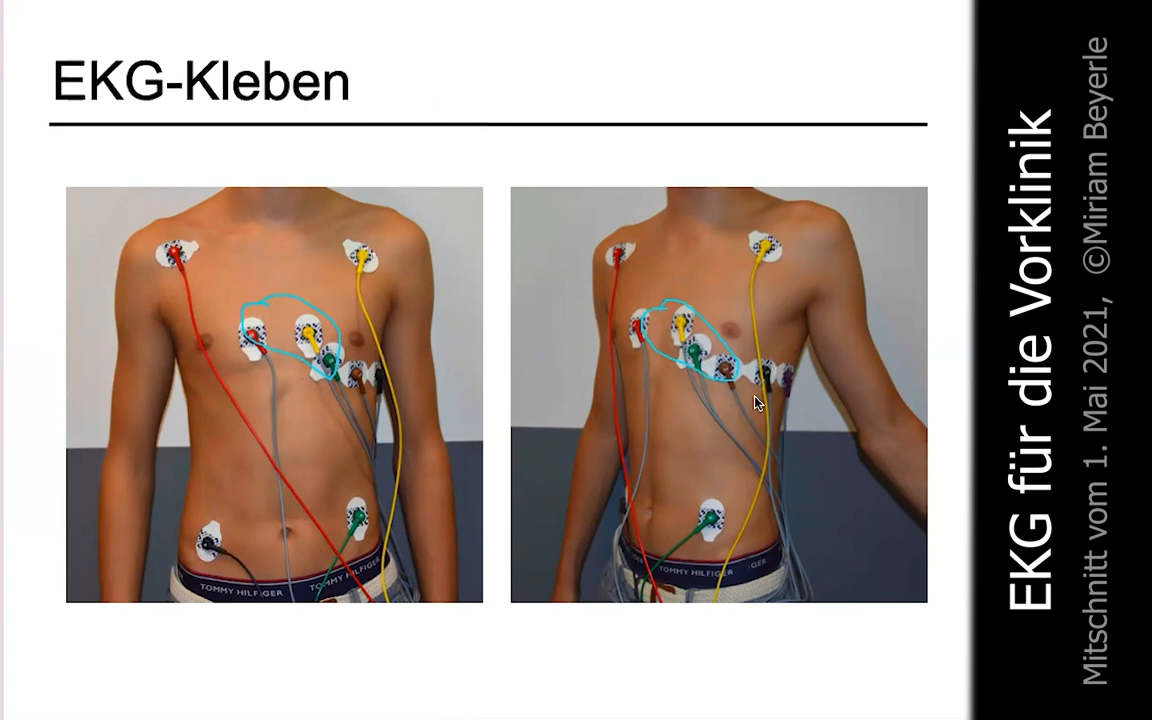 EKG-Kleben
TOMMY HILFIGER
TOMMY HILFIGER
EKG für die Vorklinik
Mitschnitt vom 1. Mai 2021, ©Miriam Beyerle